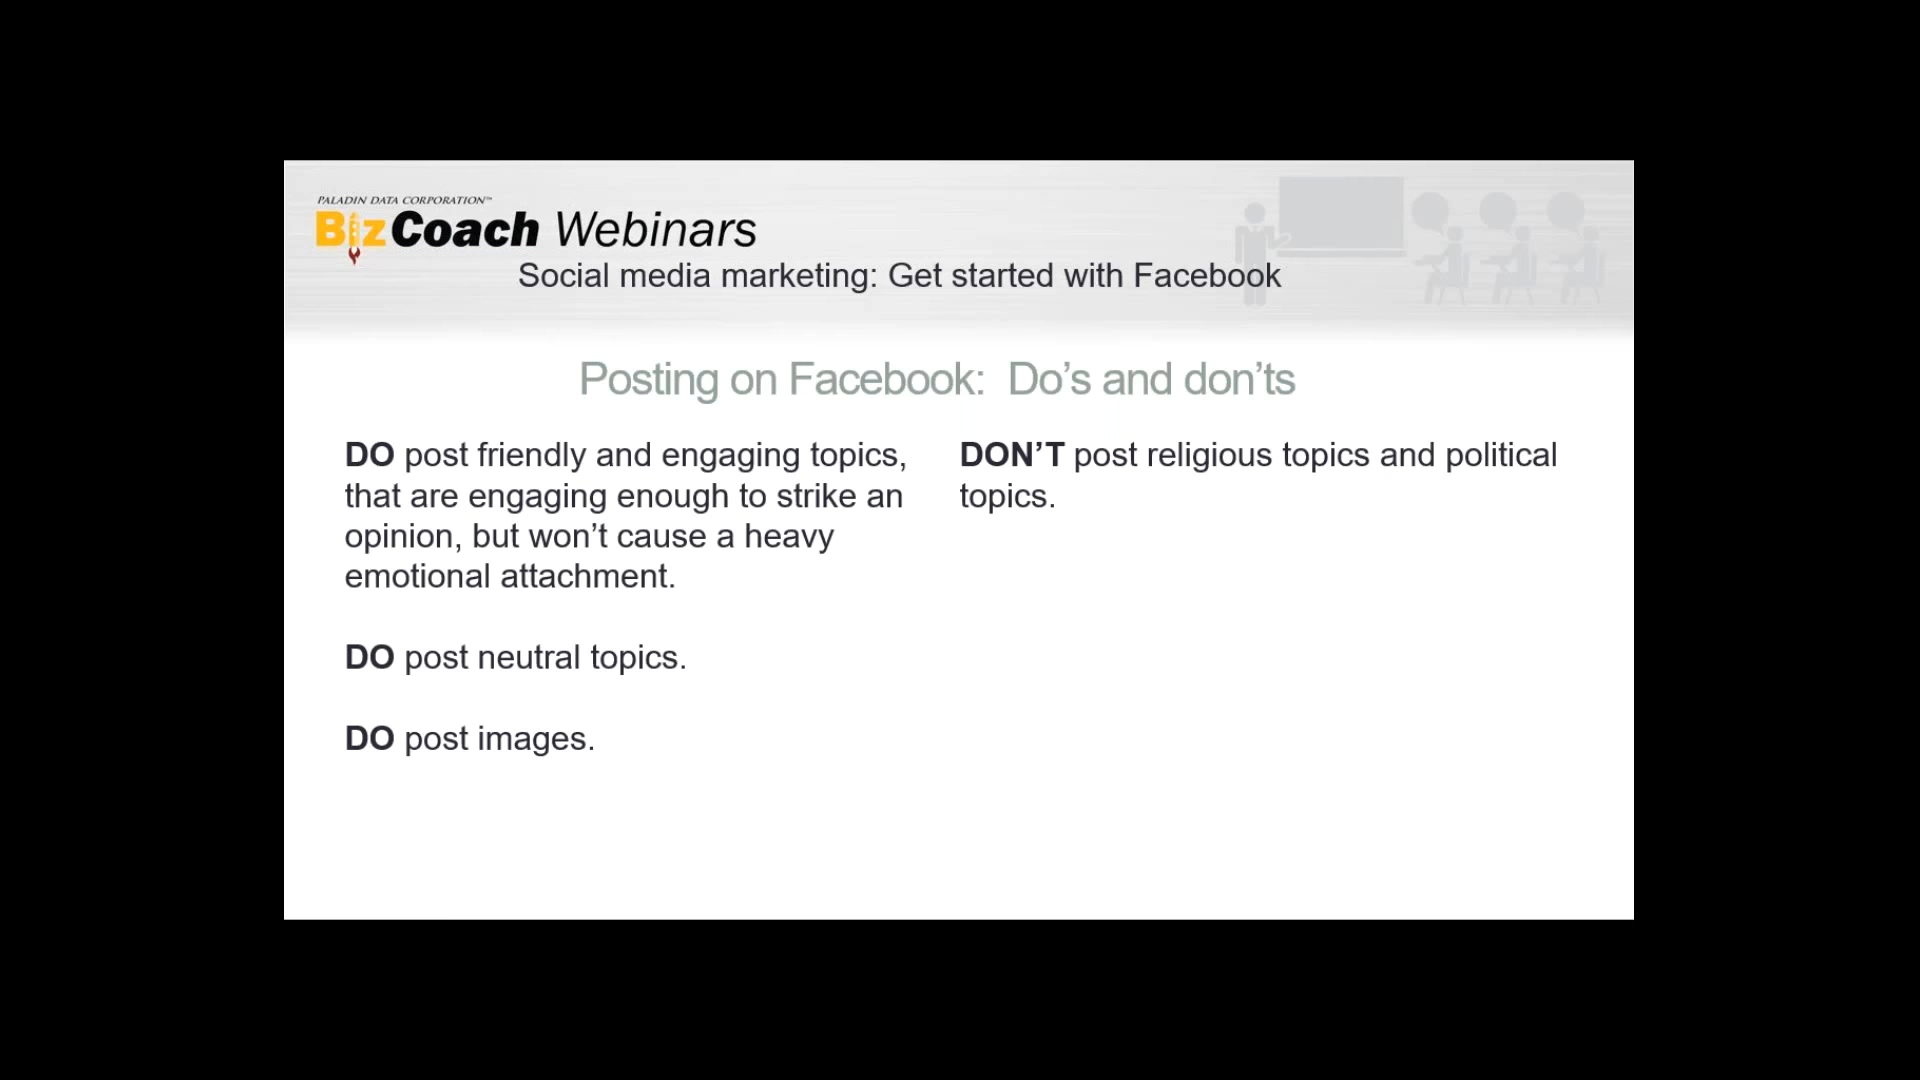 PALADIN DATA CORPORATION™
BizCoach Webinars
Social media marketing: Get started with Facebook
Posting on Facebook:  Do’s and don’ts
DO post friendly and engaging topics,
that are engaging enough to strike an
opinion, but won’t cause a heavy
emotional attachment.
DO post neutral topics.
DO post images.
DON’T post religious topics and political
topics.